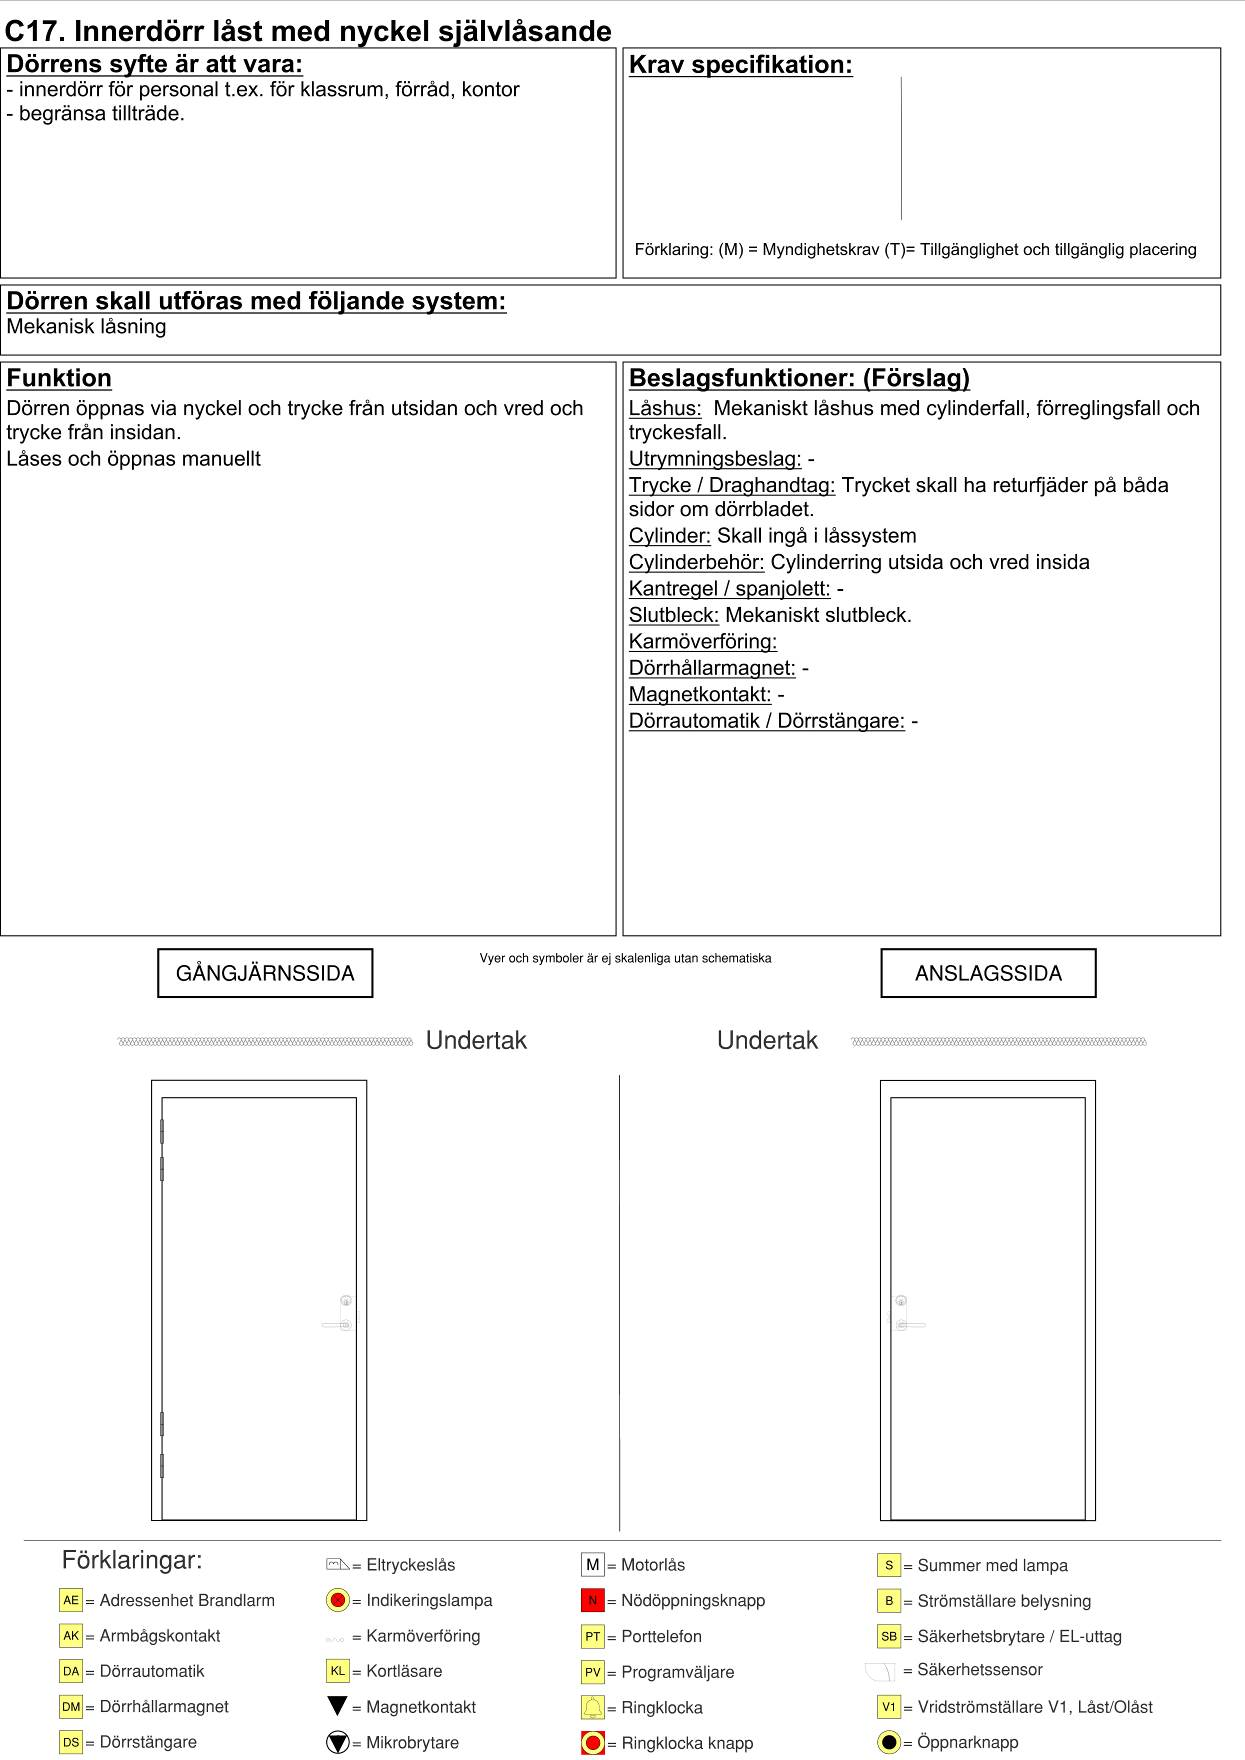 C17. Innerdörr låst med nyckel självlåsande
Dörrens syfte är att vara:
- innerdörr för personal t.ex. för klassrum, förråd, kontor
- begränsa tillträde.
Krav specifikation:
Förklaring: (M) = Myndighetskrav (T)= Tillgänglighet och tillgänglig placering
Dörren skall utföras med följande system:
Mekanisk låsning
Funktion
Dörren öppnas via nyckel och trycke från utsidan och vred och
trycke från insidan.
Låses och öppnas manuellt
Beslagsfunktioner: (Förslag)
Låshus: Mekaniskt låshus med cylinderfall, förreglingsfall och
tryckesfall.
Utrymningsbeslag: -
Trycke / Draghandtag: Trycket skall ha returfjäder på båda
sidor om dörrbladet.
Cylinder: Skall ingå i låssystem
Cylinderbehör: Cylinderring utsida och vred insida
Kantregel / spanjolett: -
Slutbleck: Mekaniskt slutbleck.
Karmöverföring:
Dörrhållarmagnet: -
Magnetkontakt: -
Dörrautomatik / Dörrstängare: -
GÅNGJÄRNSSIDA
Vyer och symboler är ej skalenliga utan schematiska
ANSLAGSSIDA
Undertak
Undertak
Förklaringar:
AE = Adressenhet Brandlarm
AK = Armbågskontakt
DA = Dörrautomatik
DM = Dörrhållarmagnet
DS = Dörrstängare
= Eltryckeslås
= Indikeringslampa
= Karmöverföring
KL = Kortläsare
= Magnetkontakt
= Mikrobrytare
M = Motorlås
N = Nödöppningsknapp
PT = Porttelefon
PV = Programväljare
= Ringklocka
= Ringklocka knapp
S = Summer med lampa
B = Strömställare belysning
SB = Säkerhetsbrytare / EL-uttag
= Säkerhetssensor
V1 = Vridströmställare V1, Låst/Olåst
= Öppnarknapp